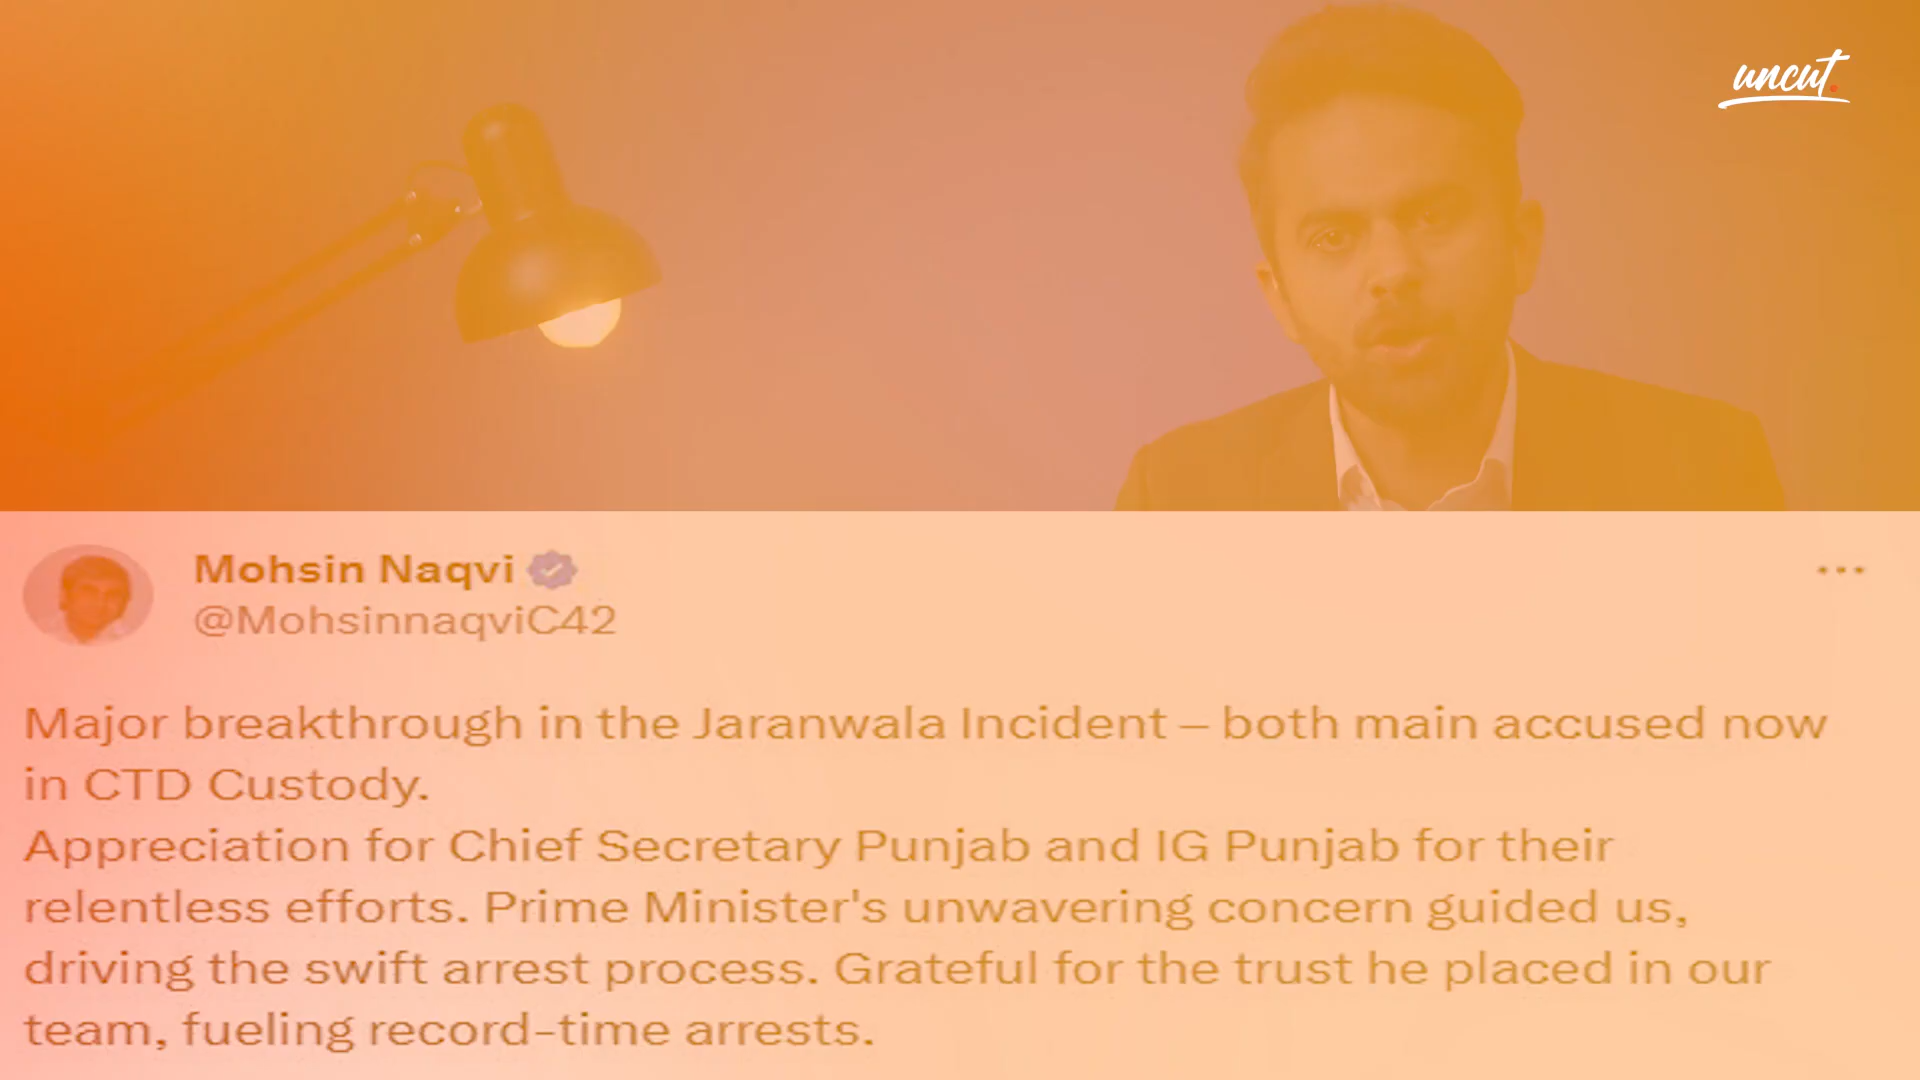 uncut.
Mohsin Naqvi
@MohsinnaqviC42
Major breakthrough in the Jaranwala Incident – both main accused now
in CTD Custody.
Appreciation for Chief Secretary Punjab and IG Punjab for their
relentless efforts. Prime Minister's unwavering concern guided us,
driving the swift arrest process. Grateful for the trust he placed in our
team, fueling record-time arrests.